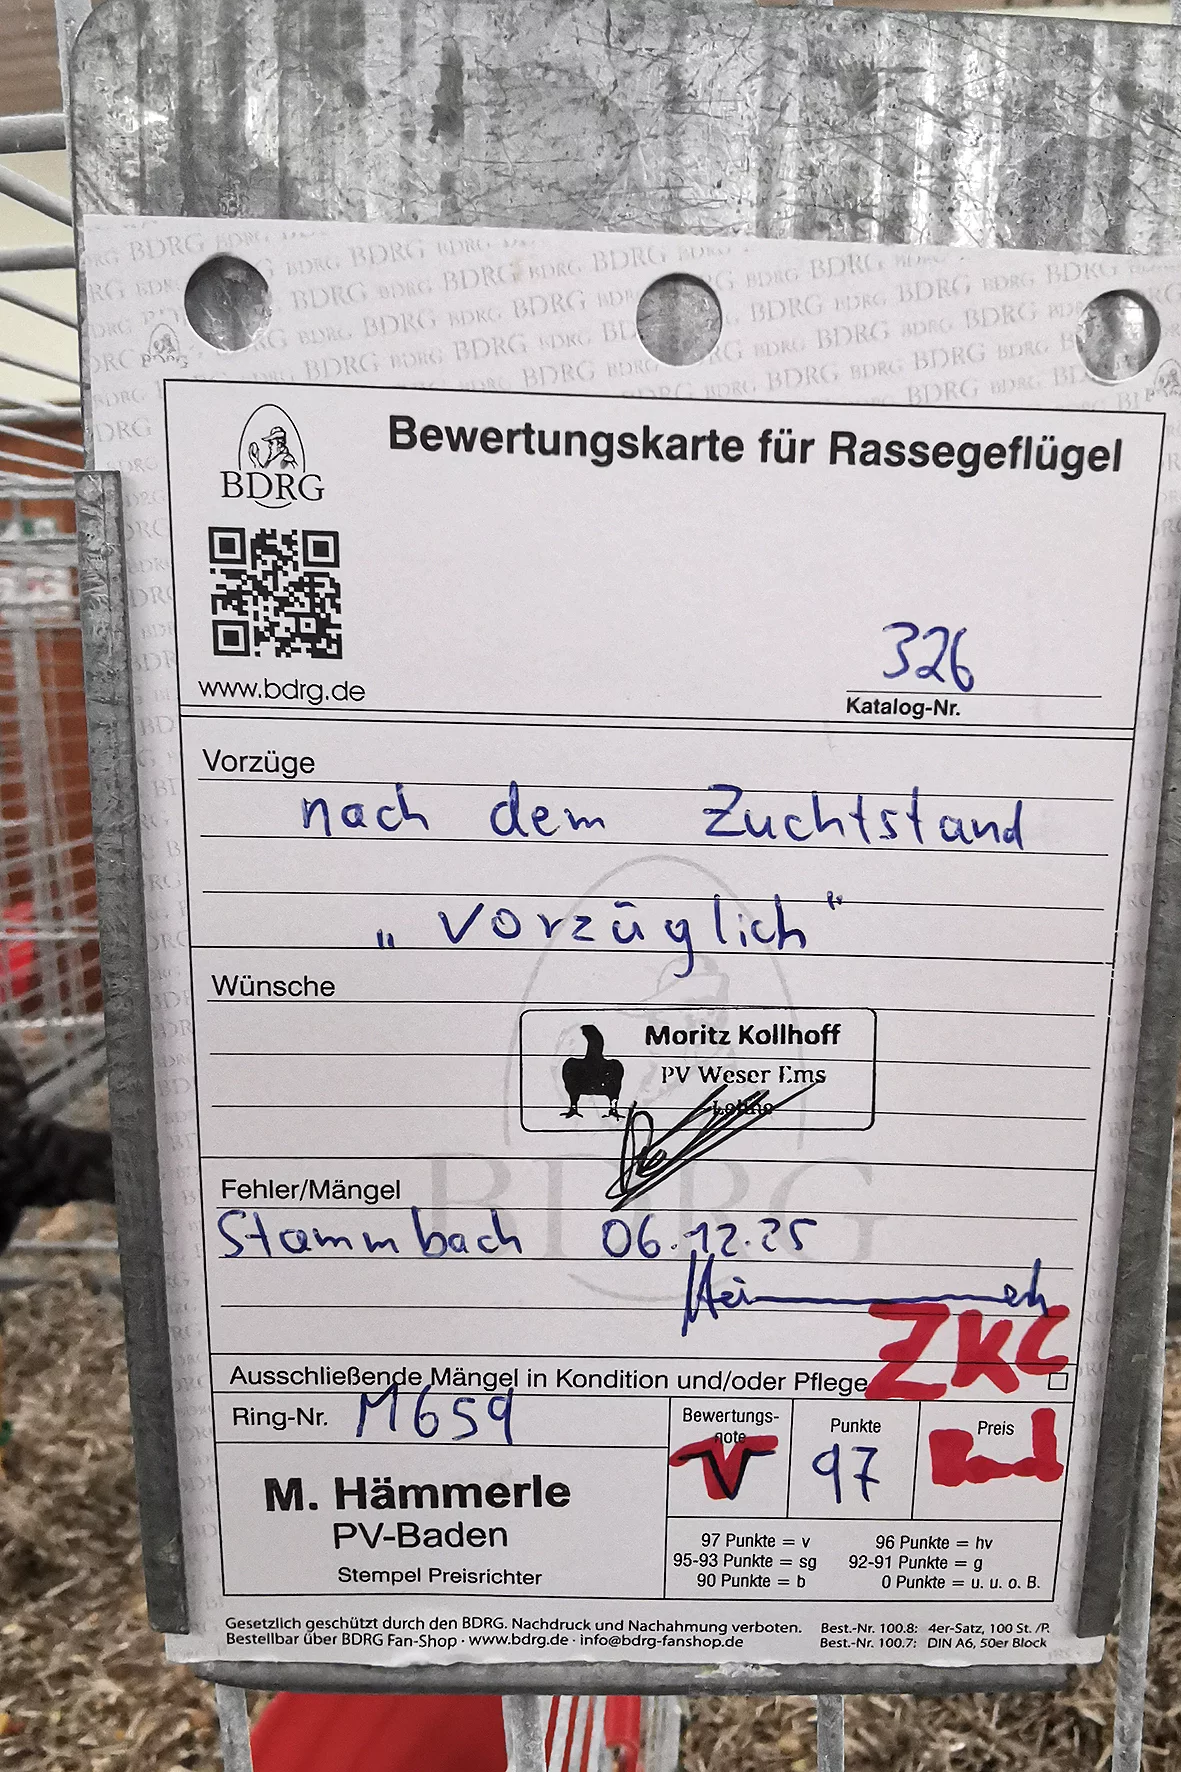 BDRG
Bewertungskarte für Rassegeflügel
www.bdrg.de
326
Katalog-Nr.
Vorzüge
nach dem Zuchtstand
„vorzüglich“
Wünsche
Moritz Kollhoff
PV Weser Ems
Fehler/Mängel
Stammbach 06.12.25
ZKG
Ausschließende Mängel in Kondition und/oder Pflege
Ring-Nr. M659
Bewertungs-
note
V
Punkte
97
Preis
M. Hämmerle
PV-Baden
Stempel Preisrichter
97 Punkte = v 96 Punkte = hv
95-93 Punkte = sg 92-91 Punkte = g
90 Punkte = b 0 Punkte = u. u. o. B.
Gesetzlich geschützt durch den BDRG. Nachdruck und Nachahmung verboten. Best.-Nr. 100.8: 4er-Satz, 100 St. /P.
Bestellbar über BDRG Fan-Shop · www.bdrg.de · info@bdrg-fanshop.de Best.-Nr. 100.7: DIN A6, 50er Block